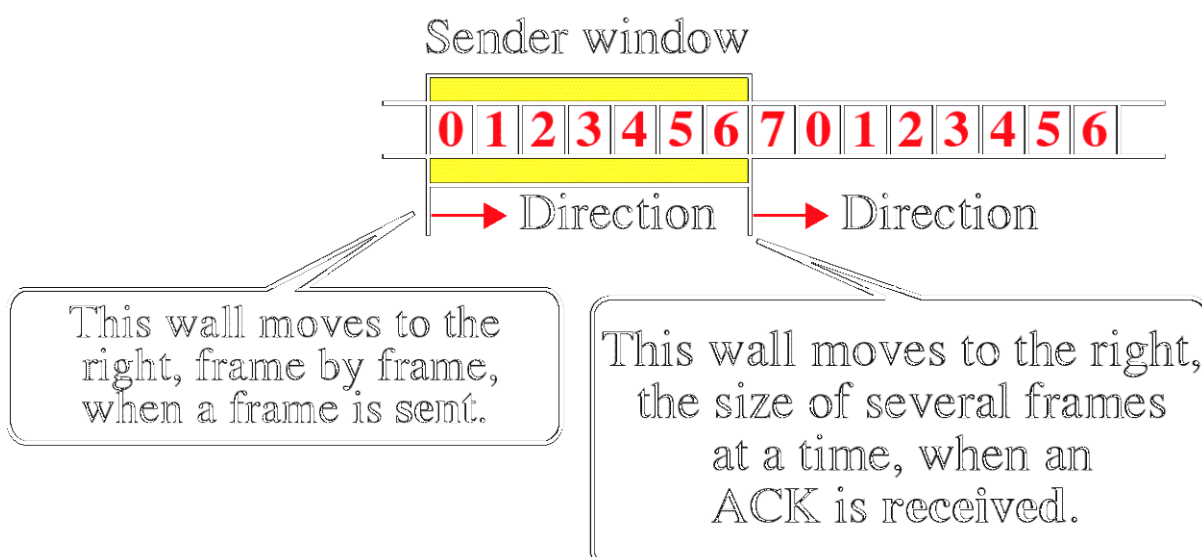 Sender window
0 1 2 3 4 5 6 7 0 1 2 3 4 5 6
Direction Direction
This wall moves to the
right, frame by frame,
when a frame is sent.
This wall moves to the right,
the size of several frames
at a time, when an
ACK is received.